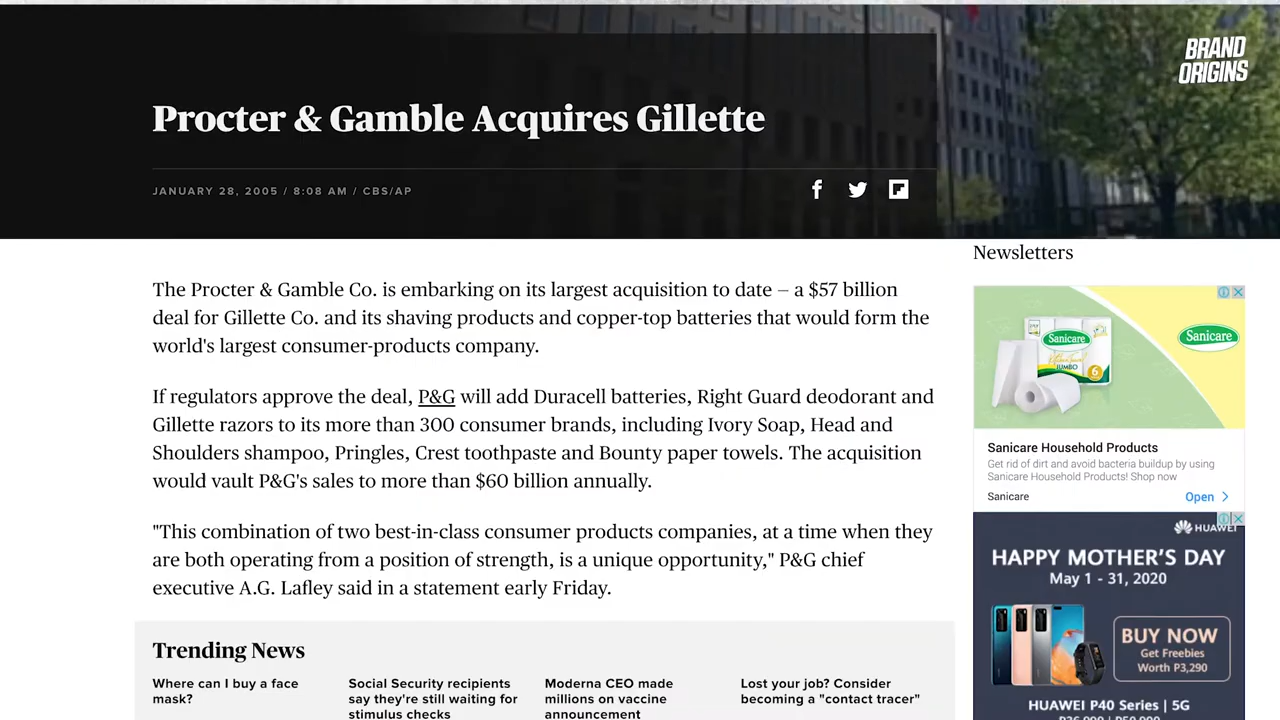 BRAND
ORIGINS
Procter & Gamble Acquires Gillette
JANUARY 28, 2005 / 8:08 AM / CBS/AP
Newsletters
The Procter & Gamble Co. is embarking on its largest acquisition to date — a $57 billion
deal for Gillette Co. and its shaving products and copper-top batteries that would form the
world's largest consumer-products company.
If regulators approve the deal, P&G will add Duracell batteries, Right Guard deodorant and
Gillette razors to its more than 300 consumer brands, including Ivory Soap, Head and
Shoulders shampoo, Pringles, Crest toothpaste and Bounty paper towels. The acquisition
would vault P&G's sales to more than $60 billion annually.
"This combination of two best-in-class consumer products companies, at a time when they
are both operating from a position of strength, is a unique opportunity," P&G chief
executive A.G. Lafley said in a statement early Friday.
Trending News
Where can I buy a face
mask?
Social Security recipients
say they're still waiting for
stimulus checks
Moderna CEO made
millions on vaccine
announcement
Lost your job? Consider
becoming a "contact tracer"
Sanicare
Sanicare
JUMBO
6
Sanicare Household Products
Get rid of dirt and avoid bacteria buildup by using
Sanicare Household Products! Shop now
Sanicare
Open
HUAWEI
HAPPY MOTHER'S DAY
May 1 - 31, 2020
BUY NOW
Get Freebies
Worth P3,290
HUAWEI P40 Series | 5G